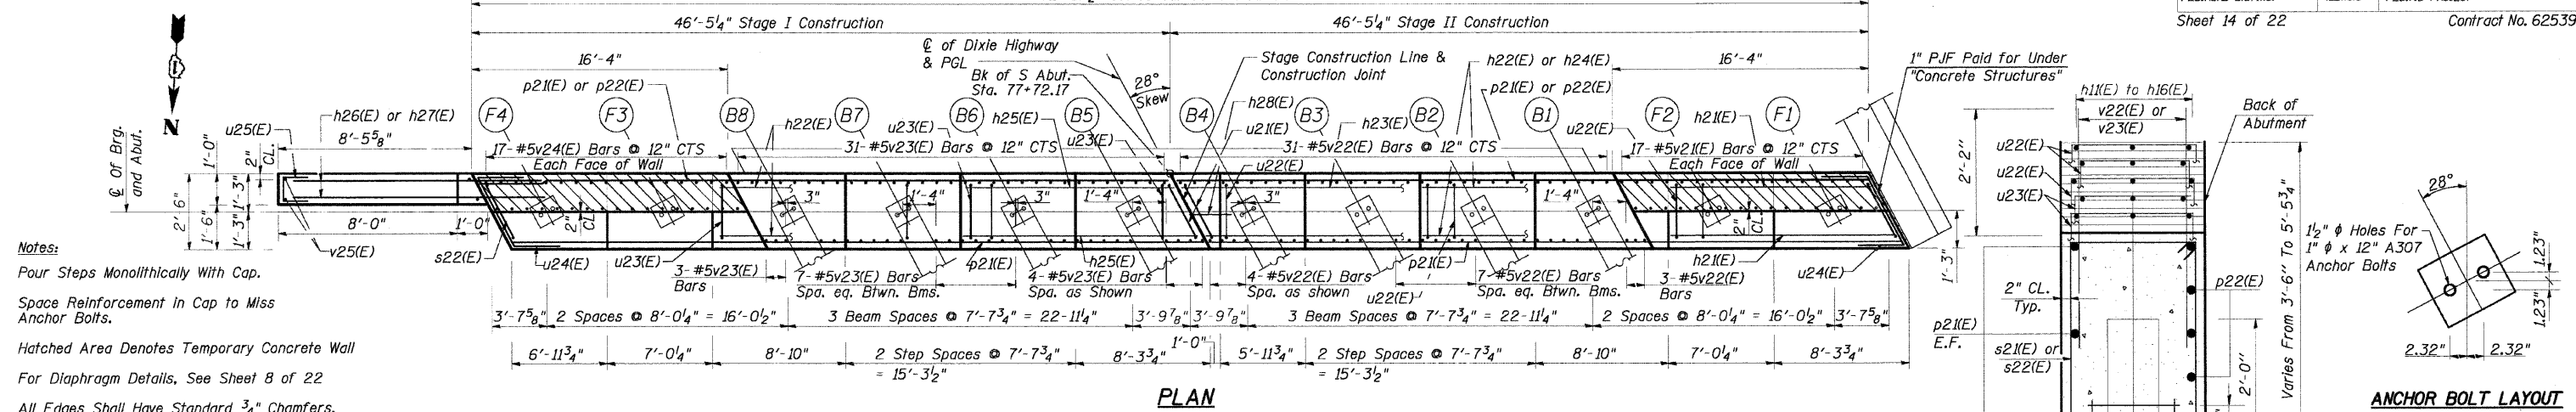 Sheet 14 of 22
Contract No. 62539
46'-5¼" Stage I Construction
46'-5¼" Stage II Construction
℄ of Dixie Highway
& PGL
Bk of S Abut.
Sta. 77+72.17
28°
Skew
Stage Construction Line &
Construction Joint
h22(E) or h24(E)
p21(E) or p22(E)
16'-4"
16'-4"
1" PJF Paid for Under
"Concrete Structures"
p21(E) or p22(E)
h28(E)
u21(E)
u22(E)
N
℄ Of Brg.
and Abut.
h26(E) or h27(E)
u25(E)
8'-5⅝"
F4
F3
B8
B7
B6
B5
B4
B3
B2
B1
F2
F1
h22(E)
u23(E)
h25(E)
u23(E)
h23(E)
u22(E)
h21(E)
17-#5v24(E) Bars @ 12" CTS
Each Face of Wall
31-#5v23(E) Bars @ 12" CTS
31-#5v22(E) Bars @ 12" CTS
17-#5v21(E) Bars @ 12" CTS
Each Face of Wall
2'-6"
1'-0"
1'-6"
1'-3"
1'-3"
2"
CL.
8'-0"
1'-0"
v25(E)
s22(E)
u24(E)
2" CL.
u23(E)
3"
1'-4"
3"
1'-4"
3"
1'-4"
2" CL.
3-#5v23(E)
Bars
7-#5v23(E) Bars
Spa. eq. Btwn. Bms.
p21(E)
h25(E)
4-#5v23(E) Bars
Spa. as Shown
4-#5v22(E) Bars
Spa. as shown
p21(E)
u22(E)
7-#5v22(E) Bars
Spa. eq. Btwn. Bms.
3-#5v22(E)
Bars
h21(E)
u24(E)
1'-3"
3'-7⅝"
2 Spaces @ 8'-0¼" = 16'-0½"
3 Beam Spaces @ 7'-7¾" = 22-11¼"
3'-9⅞"
3'-9⅞"
3 Beam Spaces @ 7'-7¾" = 22-11¼"
2 Spaces @ 8'-0¼" = 16'-0½"
3'-7⅝"
6'-11¾"
7'-0¼"
8'-10"
2 Step Spaces @ 7'-7¾"
= 15'-3½"
8'-3¾"
1'-0"
5'-11¾"
2 Step Spaces @ 7'-7¾"
= 15'-3½"
8'-10"
7'-0¼"
8'-3¾"
PLAN
Notes:
Pour Steps Monolithically With Cap.
Space Reinforcement in Cap to Miss
Anchor Bolts.
Hatched Area Denotes Temporary Concrete Wall
For Diaphragm Details, See Sheet 8 of 22
All Edges Shall Have Standard ¾" Chamfers.
h11(E) to h16(E)
v22(E) or
v23(E)
Back of
Abutment
2'-2"
u22(E)
u22(E)
u23(E)
2" CL.
Typ.
p21(E)
E.F.
s21(E) or
s22(E)
p22(E)
2'-0"
Varies From 3'-6" To 5'-5¾"
28°
1½" ϕ Holes For
1" ϕ x 12" A307
Anchor Bolts
1.23"
1.23"
2.32"
2.32"
ANCHOR BOLT LAYOUT